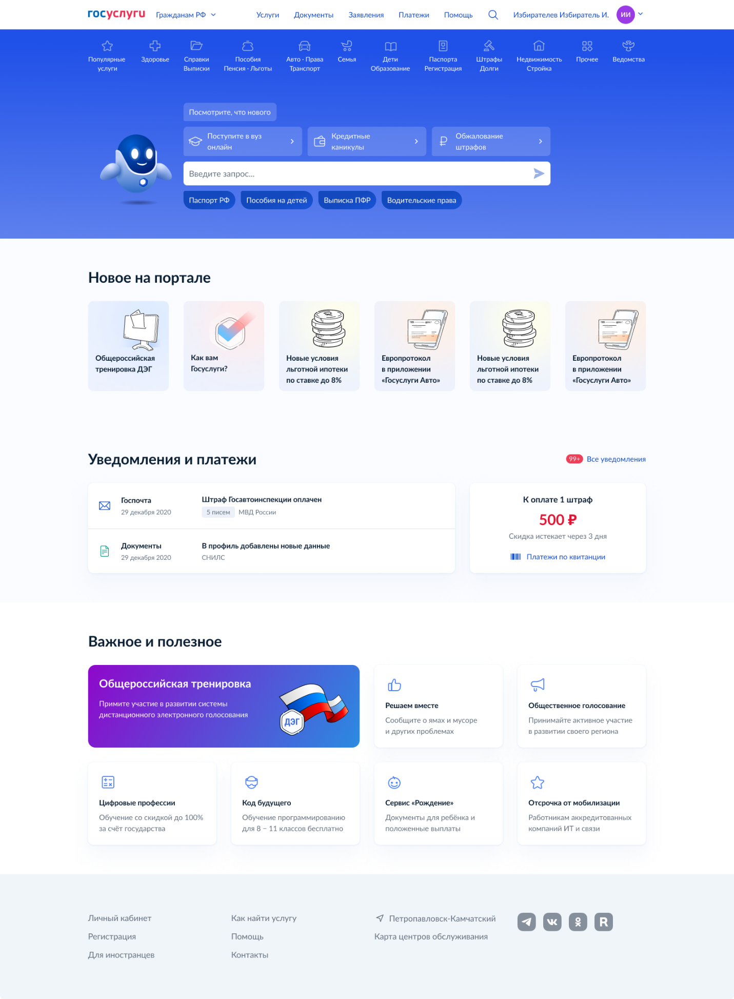 госуслуги Гражданам РФ Услуги Документы Заявления Платежи Помощь Избирателев Избиратель И. ИИ
Популярные
услуги
Здоровье
Справки
Выписки
Пособия
Пенсия · Льготы
Авто · Права
Транспорт
Семья
Дети
Образование
Паспорта
Регистрация
Штрафы
Долги
Недвижимость
Стройка
Прочее
Ведомства
Посмотрите, что нового
Поступите в вуз
онлайн
Кредитные
каникулы
Обжалование
штрафов
Введите запрос...
Паспорт РФ
Пособия на детей
Выписка ПФР
Водительские права
Новое на портале
Общероссийская
тренировка ДЭГ
Как вам
Госуслуги?
Новые условия
льготной ипотеки
по ставке до 8%
Европротокол
в приложении
«Госуслуги Авто»
Новые условия
льготной ипотеки
по ставке до 8%
Европротокол
в приложении
«Госуслуги Авто»
Уведомления и платежи
99+ Все уведомления
Госпочта
29 декабря 2020
Штраф Госавтоинспекции оплачен
5 писем МВД России
Документы
29 декабря 2020
В профиль добавлены новые данные
СНИЛС
К оплате 1 штраф
500 ₽
Скидка истекает через 3 дня
Платежи по квитанции
Важное и полезное
Общероссийская тренировка
Примите участие в развитии системы
дистанционного электронного голосования
ДЭГ
Решаем вместе
Сообщите о ямах и мусоре
и других проблемах
Общественное голосование
Принимайте активное участие
в развитии своего региона
Цифровые профессии
Обучение со скидкой до 100%
за счёт государства
Код будущего
Обучение программированию
для 8 – 11 классов бесплатно
Сервис «Рождение»
Документы для ребёнка и
положенные выплаты
Отсрочка от мобилизации
Работникам аккредитованных
компаний ИТ и связи
Личный кабинет
Регистрация
Для иностранцев
Как найти услугу
Помощь
Контакты
Петропавловск-Камчатский
Карта центров обслуживания